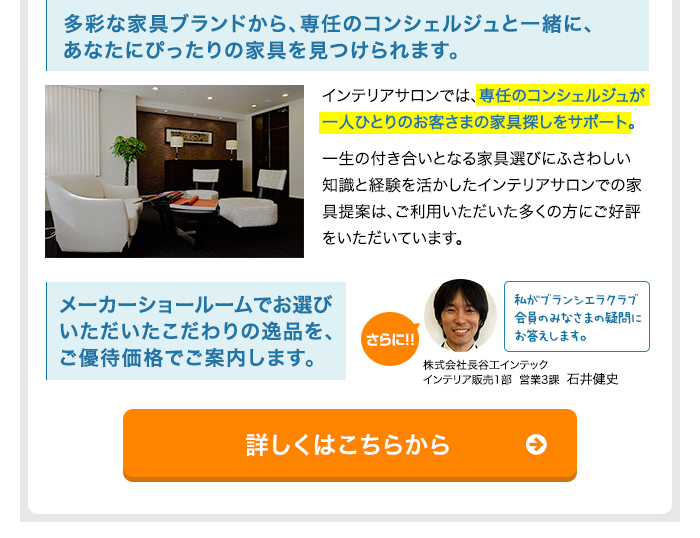 多彩な家具ブランドから、専任のコンシェルジュと一緒に、
あなたにぴったりの家具を見つけられます。
インテリアサロンでは、専任のコンシェルジュが
一人ひとりのお客さまの家具探しをサポート。
一生の付き合いとなる家具選びにふさわしい
知識と経験を活かしたインテリアサロンでの家
具提案は、ご利用いただいた多くの方にご好評
をいただいています。
メーカーショールームでお選び
いただいたこだわりの逸品を、
ご優待価格でご案内します。
さらに!!
私がブランシエラクラブ
会員のみなさまの疑問に
お答えします。
株式会社長谷工インテック
インテリア販売1部 営業3課 石井健史
詳しくはこちらから